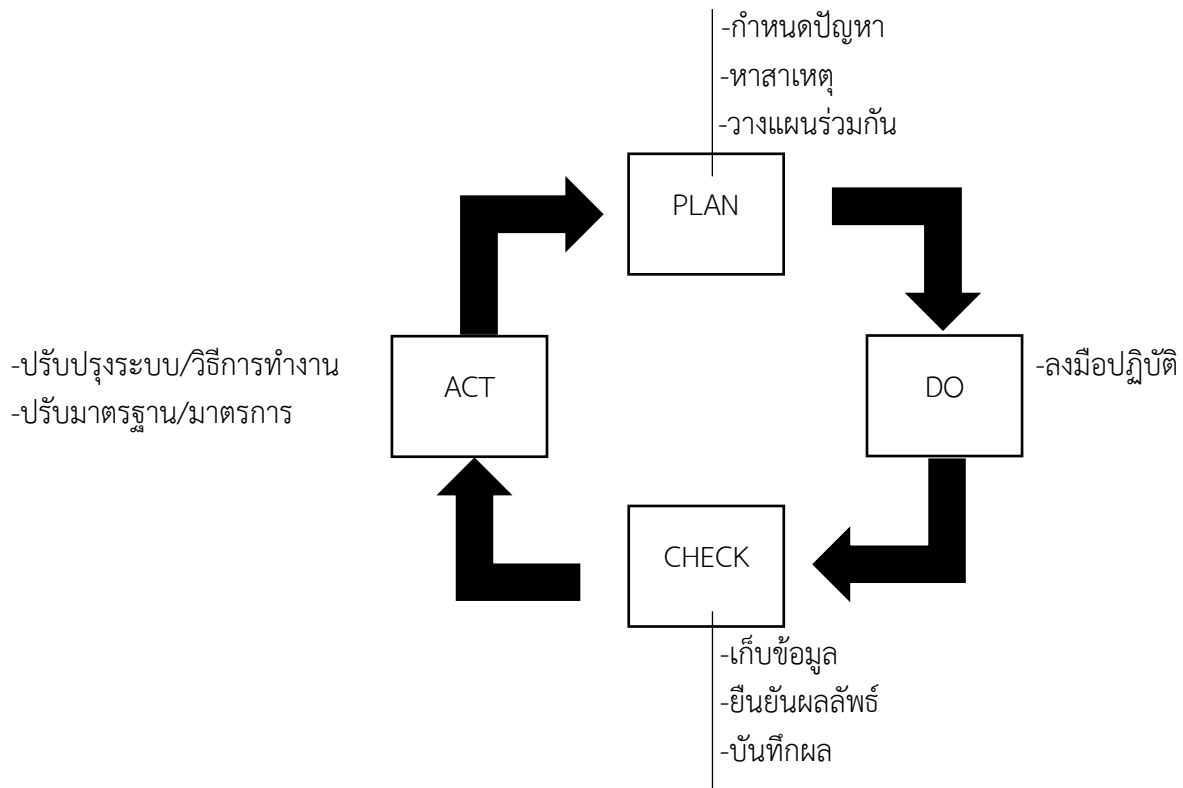 -กำหนดปัญหา
-หาสาเหตุ
-วางแผนร่วมกัน
PLAN
-ปรับปรุงระบบ/วิธีการทำงาน
-ปรับมาตรฐาน/มาตรการ
ACT
DO
-ลงมือปฏิบัติ
CHECK
-เก็บข้อมูล
-ยืนยันผลลัพธ์
-บันทึกผล